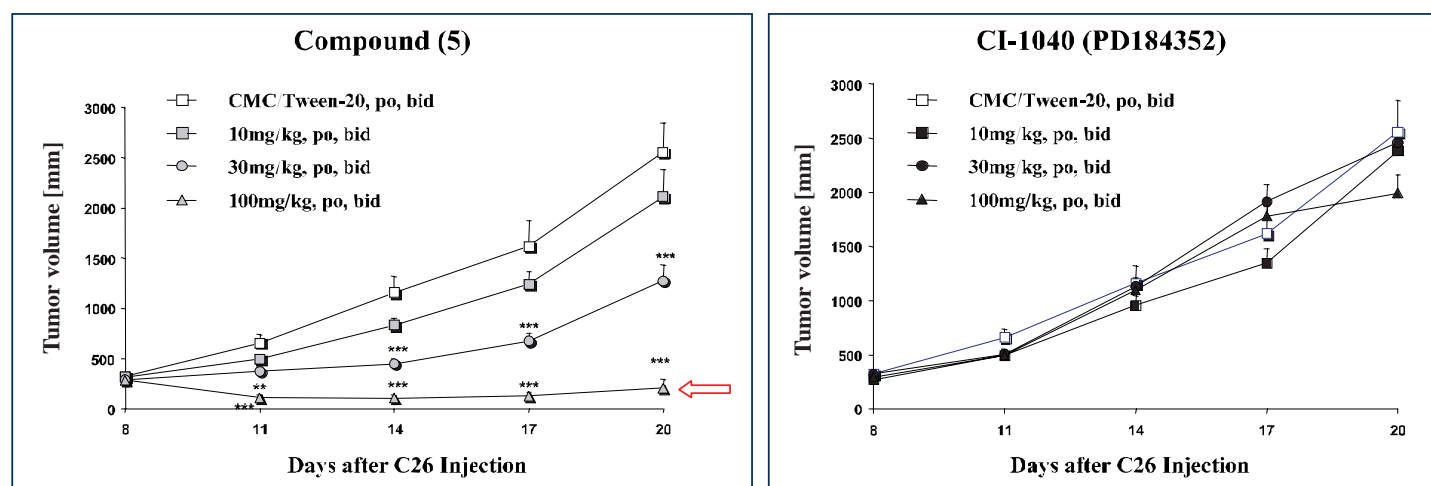 Compound (5)
CMC/Tween-20, po, bid
10mg/kg, po, bid
30mg/kg, po, bid
100mg/kg, po, bid
Tumor volume [mm]
3000
2500
2000
1500
1000
500
0
***
***
***
***
**
***
***
***
***
8
11
14
17
20
Days after C26 Injection
CI-1040 (PD184352)
CMC/Tween-20, po, bid
10mg/kg, po, bid
30mg/kg, po, bid
100mg/kg, po, bid
Tumor volume [mm]
3000
2500
2000
1500
1000
500
0
8
11
14
17
20
Days after C26 Injection